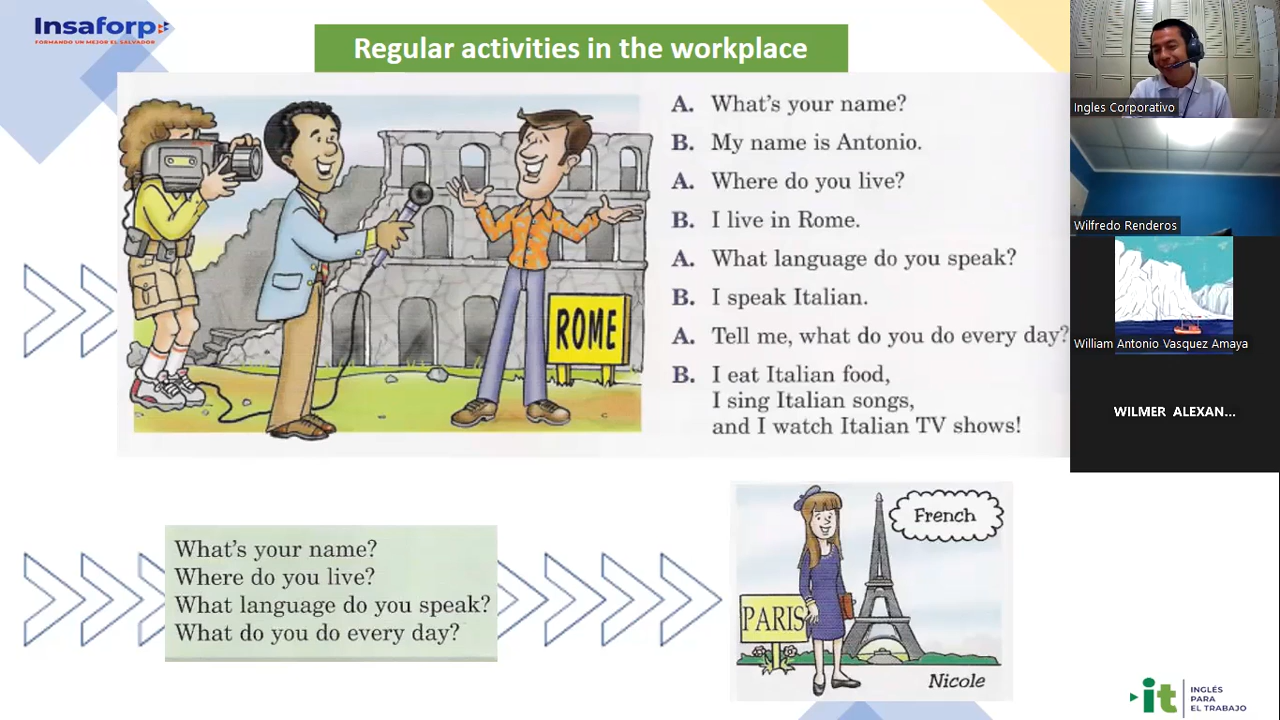 Insaforp
FORMANDO UN MEJOR EL SALVADOR
Regular activities in the workplace
A. What's your name?
B. My name is Antonio.
A. Where do you live?
B. I live in Rome.
A. What language do you speak?
B. I speak Italian.
A. Tell me, what do you do every day?
B. I eat Italian food,
I sing Italian songs,
and I watch Italian TV shows!
ROME
What's your name?
Where do you live?
What language do you speak?
What do you do every day?
French
PARIS
Nicole
Ingles Corporativo
Wilfredo Renderos
William Antonio Vasquez Amaya
WILMER ALEXAN...
it
INGLÉS
PARA
EL TRABAJO